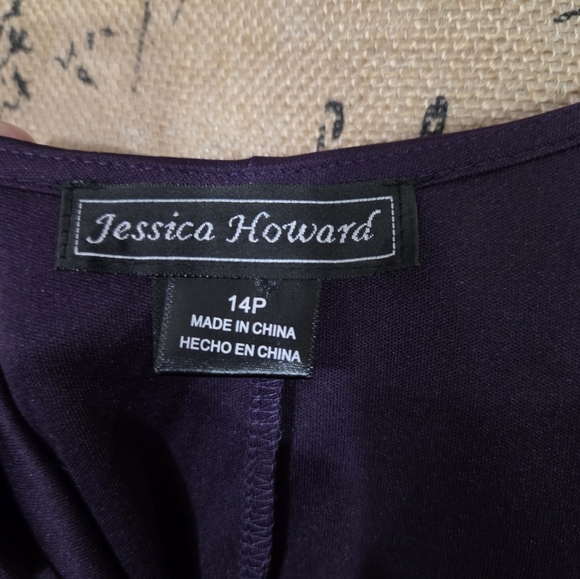 Jessica Howard
14P
MADE IN CHINA
HECHO EN CHINA